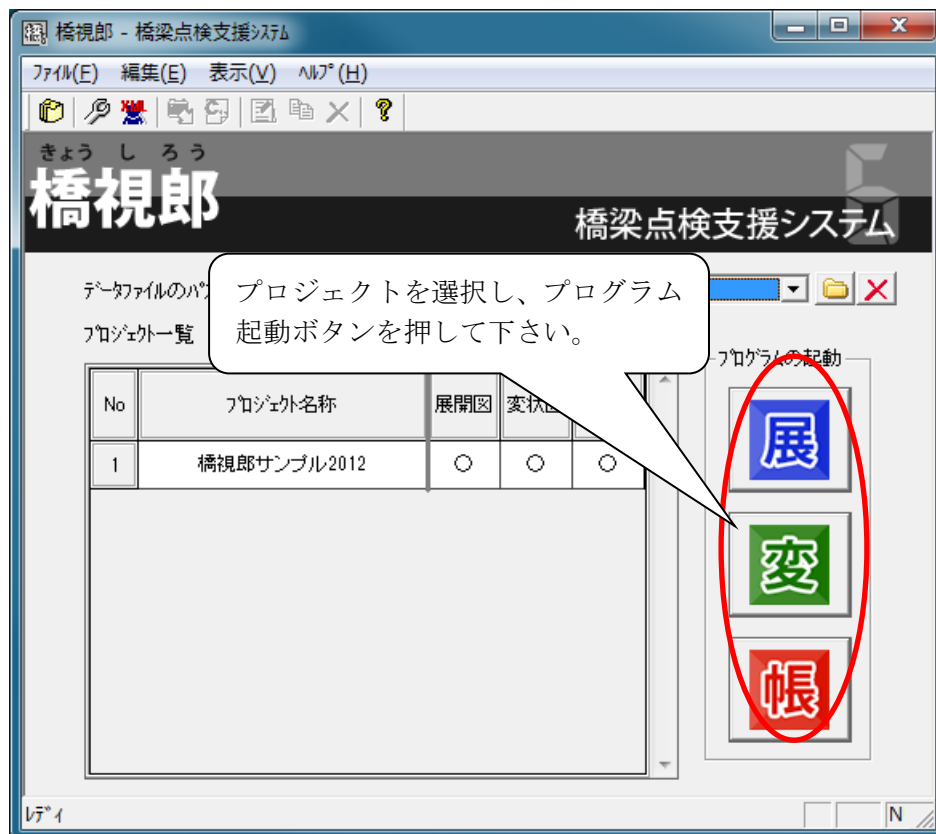 橋視郎 - 橋梁点検支援ｼｽﾃﾑ
ﾌｧｲﾙ(F) 編集(E) 表示(V) ﾍﾙﾌﾟ(H)
きょう し ろう
橋視郎
橋梁点検支援システム
ﾃﾞｰﾀﾌｧｲﾙのﾊﾟｽ
プロジェクトを選択し、プログラム
起動ボタンを押して下さい。
ﾌﾟﾛｼﾞｪｸﾄ一覧
ﾌﾟﾛｸﾞﾗﾑの起動
No ﾌﾟﾛｼﾞｪｸﾄ名称 展開図 変状図
1 橋視郎サンプル2012 ○ ○ ○
展
変
帳
ﾚﾃﾞｨ N